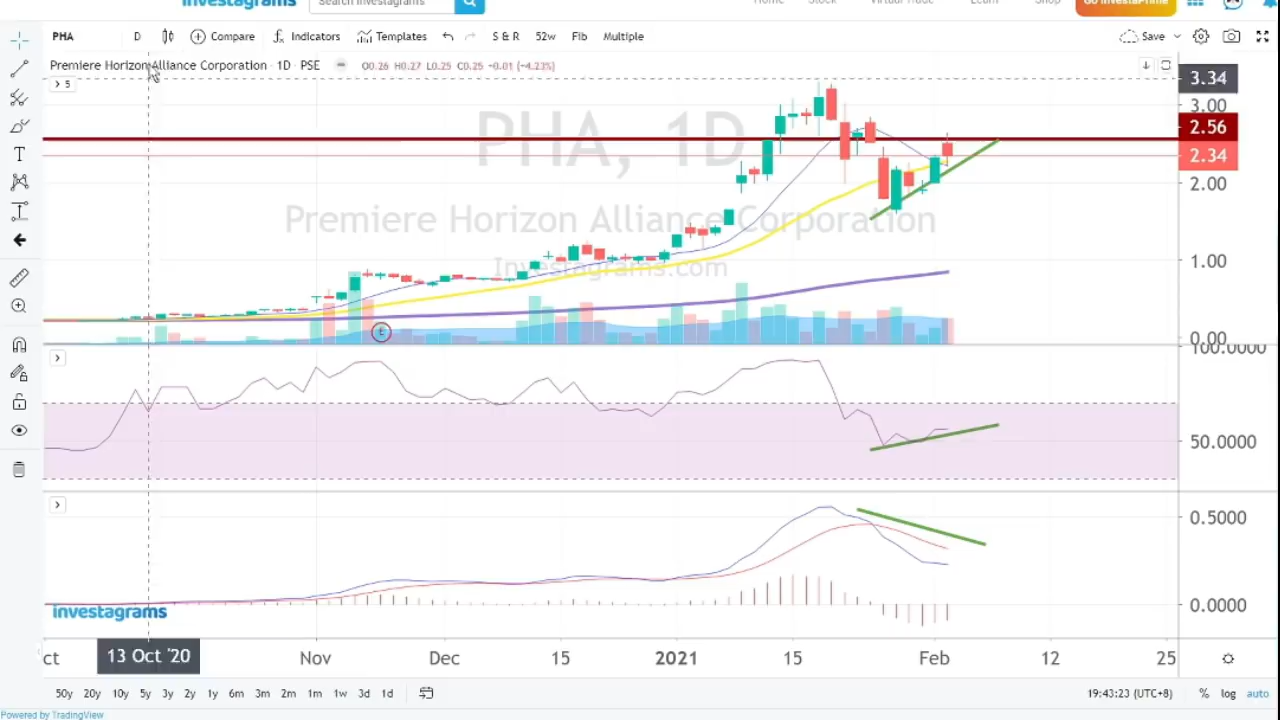 Investagrams Search Investagrams Home Stock Virtual Trade Learn Shop Go InvestaPrime
PHA D Compare Indicators Templates S & R 52w Fib Multiple Save
Premiere Horizon Alliance Corporation · 1D · PSE O0.26 H0.27 L0.25 C0.25 -0.01 (-4.23%)
5
PHA, 1D
Premiere Horizon Alliance Corporation
Investagrams.com
3.34
3.00
2.56
2.34
2.00
1.00
0.00
E
100.0000
50.0000
0.5000
0.0000
investagrams
ct 13 Oct '20 Nov Dec 15 2021 15 Feb 12 25
50y 20y 10y 5y 3y 2y 1y 6m 3m 2m 1m 1w 3d 1d 19:43:23 (UTC+8) % log auto
Powered by TradingView